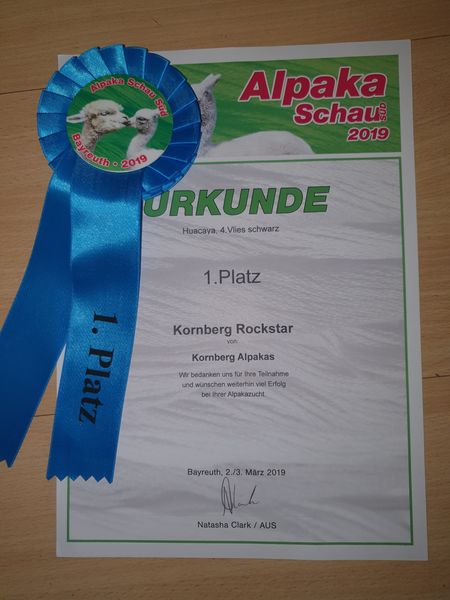 Alpaka Schau Süd
Bayreuth • 2019
1. Platz
Alpaka
Schau SÜD
2019
URKUNDE
Huacaya, 4.Vlies schwarz
1.Platz
Kornberg Rockstar
von
Kornberg Alpakas
Wir bedanken uns für Ihre Teilnahme
und wünschen weiterhin viel Erfolg
bei Ihrer Alpakazucht.
Bayreuth, 2./3. März 2019
Natasha Clark / AUS